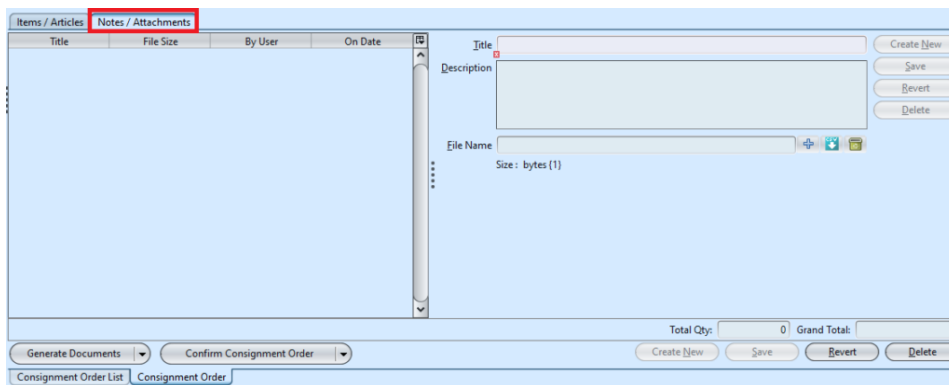 Items / Articles Notes / Attachments
Title File Size By User On Date
Title
Create New
Description
Save
Revert
Delete
File Name
Size : bytes {1}
Total Qty: 0 Grand Total:
Generate Documents Confirm Consignment Order Create New Save Revert Delete
Consignment Order List Consignment Order